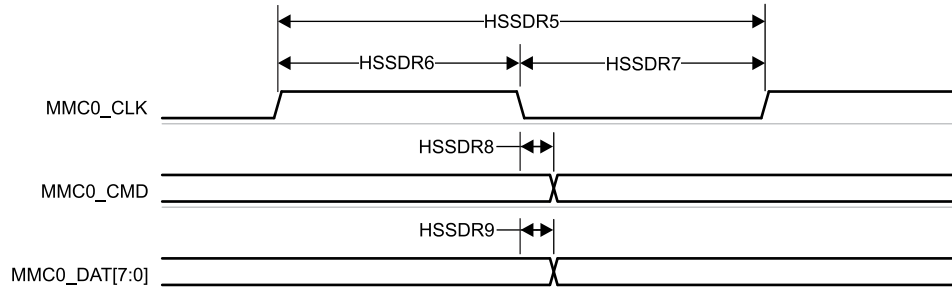 HSSDR5
HSSDR6
HSSDR7
MMC0_CLK
HSSDR8
MMC0_CMD
HSSDR9
MMC0_DAT[7:0]